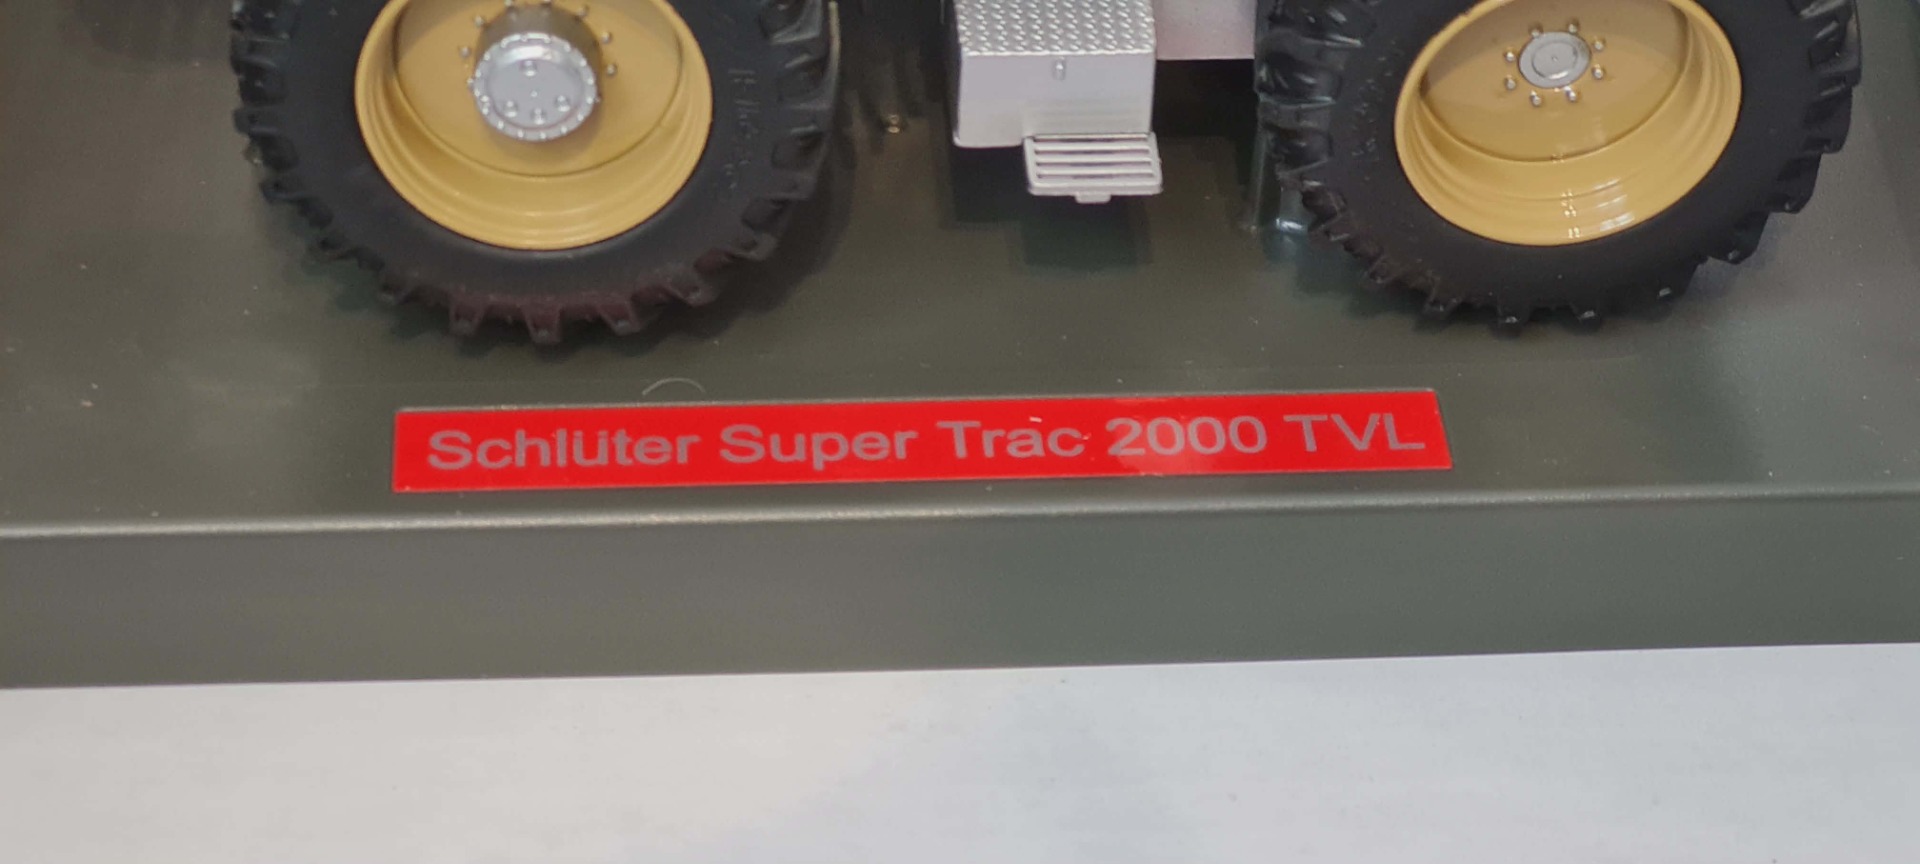 Schlüter Super Trac 2000 TVL